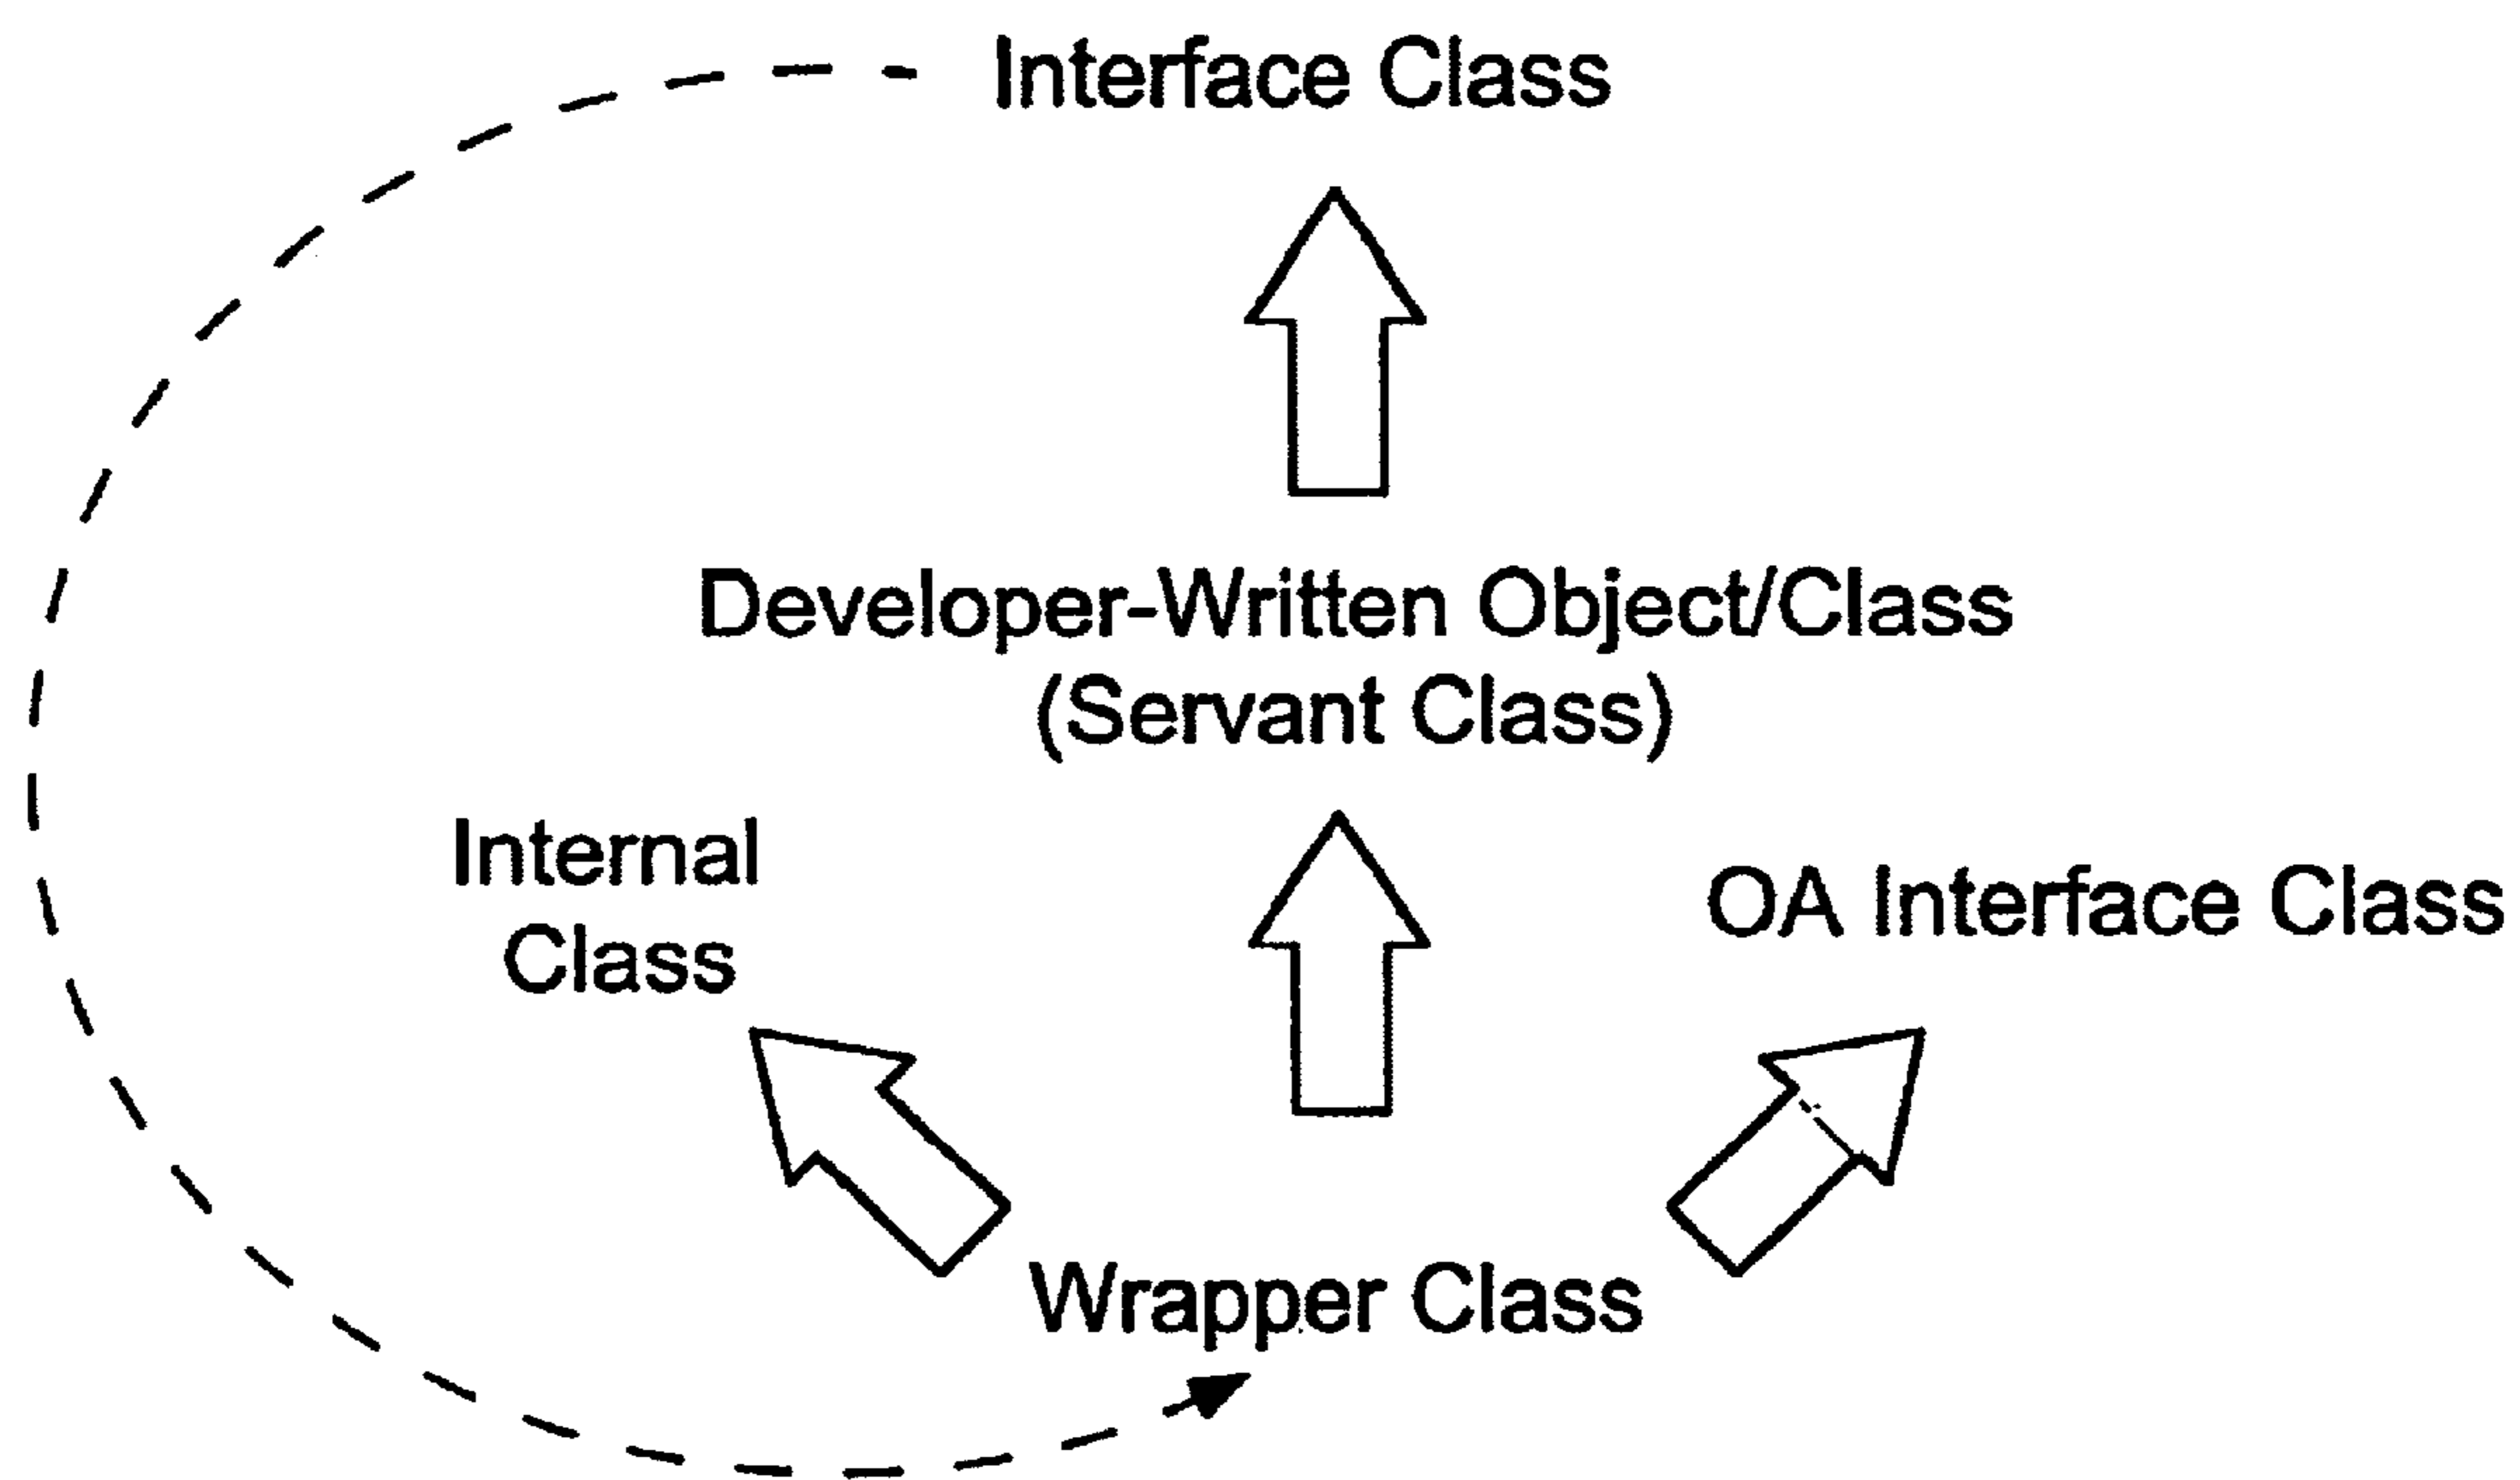 Interface Class
Developer-Written Object/Class
(Servant Class)
Internal
Class
OA Interface Class
Wrapper Class